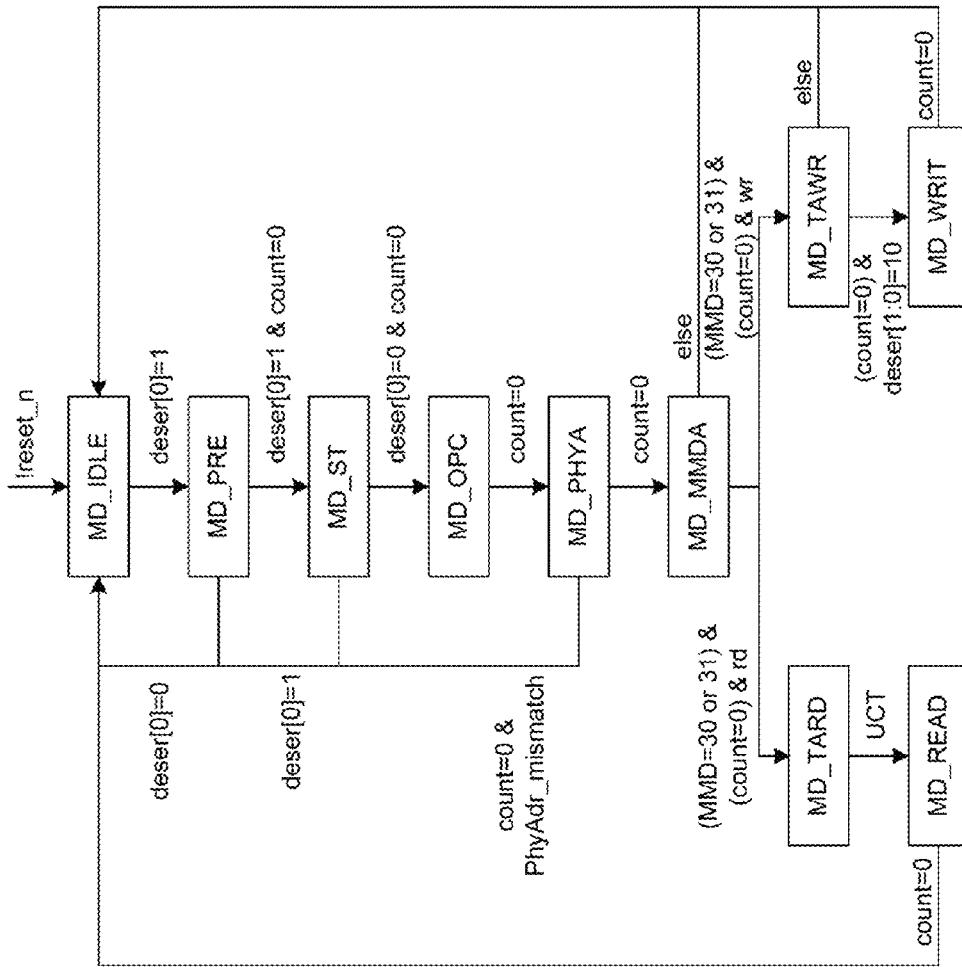 !reset_n
MD_IDLE
deser[0]=1
MD_PRE
deser[0]=0
deser[0]=1 & count=0
MD_ST
deser[0]=1
deser[0]=0 & count=0
MD_OPC
count=0
MD_PHYA
count=0 &
PhyAdr_mismatch
count=0
MD_MMDA
else
(MMD=30 or 31) &
(count=0) & rd
(MMD=30 or 31) &
(count=0) & wr
MD_TARD
MD_TAWR
else
UCT
(count=0) &
deser[1:0]=10
MD_READ
MD_WRIT
count=0
count=0